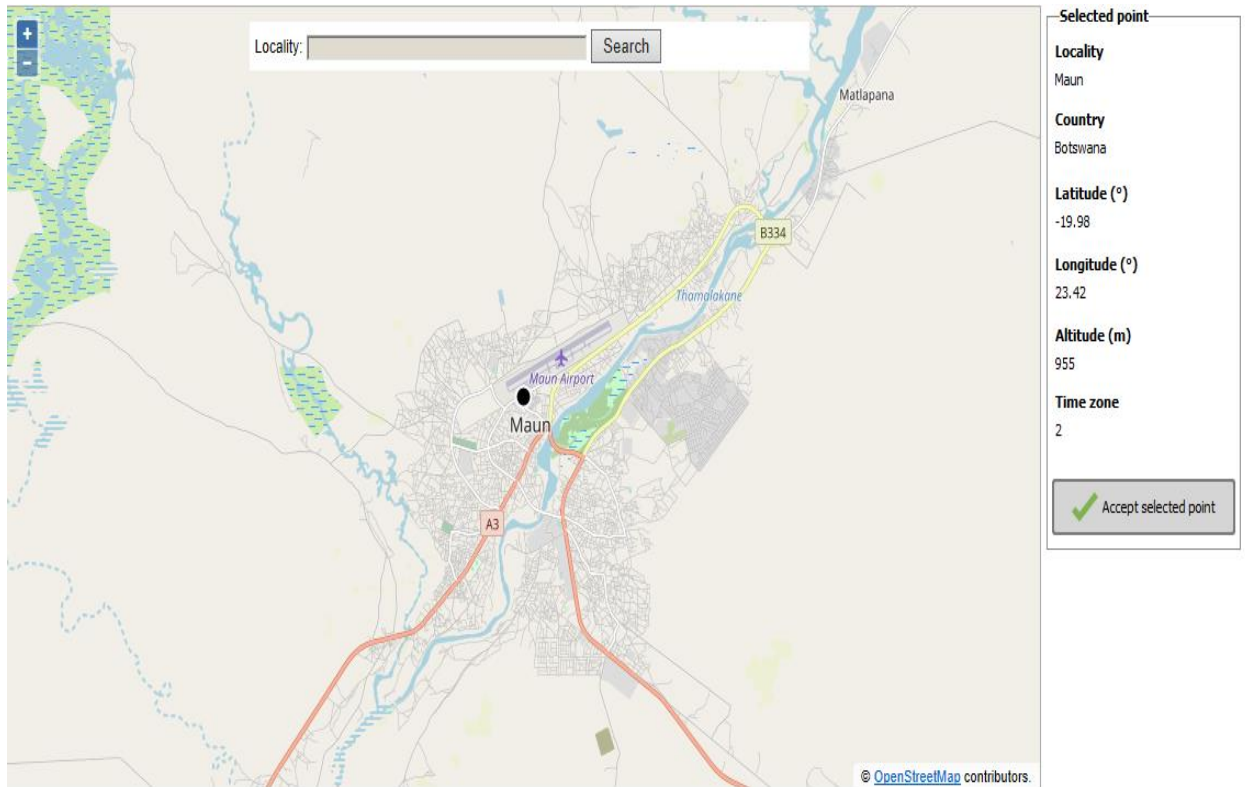 +
−
Locality:
Search
Matlapana
B334
Thamalakane
Maun Airport
Maun
A3
© OpenStreetMap contributors.
Selected point
Locality
Maun
Country
Botswana
Latitude (°)
-19.98
Longitude (°)
23.42
Altitude (m)
955
Time zone
2
Accept selected point